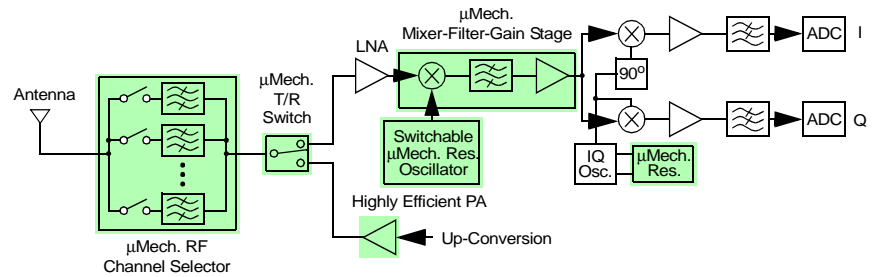 Antenna
µMech. RF
Channel Selector
µMech.
T/R
Switch
LNA
µMech.
Mixer-Filter-Gain Stage
Switchable
µMech. Res.
Oscillator
Highly Efficient PA
Up-Conversion
90o
IQ
Osc.
µMech.
Res.
ADC
I
ADC
Q